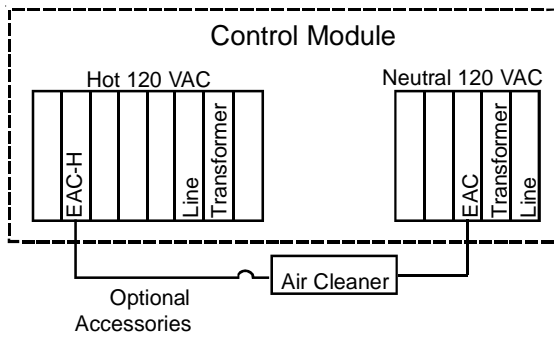 Control Module
Hot 120 VAC
Neutral 120 VAC
EAC-H
Line
Transformer
EAC
Transformer
Line
Air Cleaner
Optional
Accessories